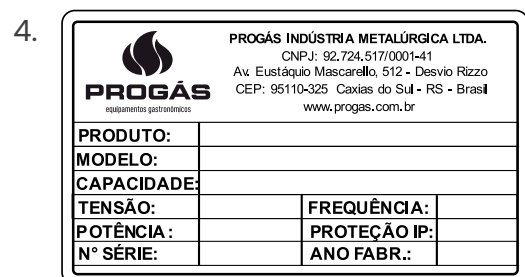 4.
PROGÁS
equipamentos gastronômicos
PROGÁS INDÚSTRIA METALÚRGICA LTDA.
CNPJ: 92.724.517/0001-41
Av. Eustáquio Mascarello, 512 - Desvio Rizzo
CEP: 95110-325 Caxias do Sul - RS - Brasil
www.progas.com.br
PRODUTO:
MODELO:
CAPACIDADE:
TENSÃO: FREQUÊNCIA:
POTÊNCIA: PROTEÇÃO IP:
N° SÉRIE: ANO FABR.: